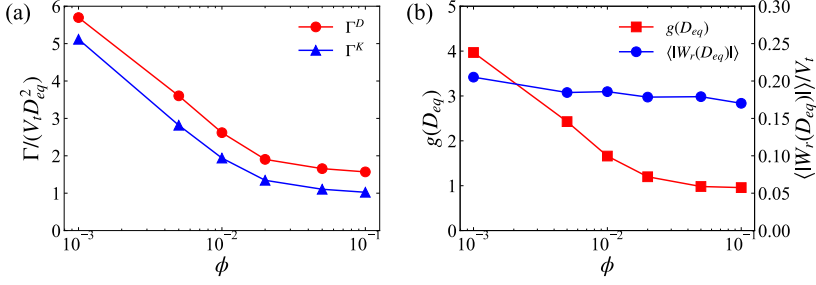 (a)
Γ/(V_t D_eq^2)
6
5
4
3
2
1
0
10^-3
10^-2
10^-1
ϕ
Γ^D
Γ^K
(b)
g(D_eq)
5
4
3
2
1
0
10^-3
10^-2
10^-1
ϕ
g(D_eq)
⟨|W_r(D_eq)|⟩
0.30
0.25
0.20
0.15
0.10
0.05
0.00
⟨|W_r(D_eq)|⟩/V_t